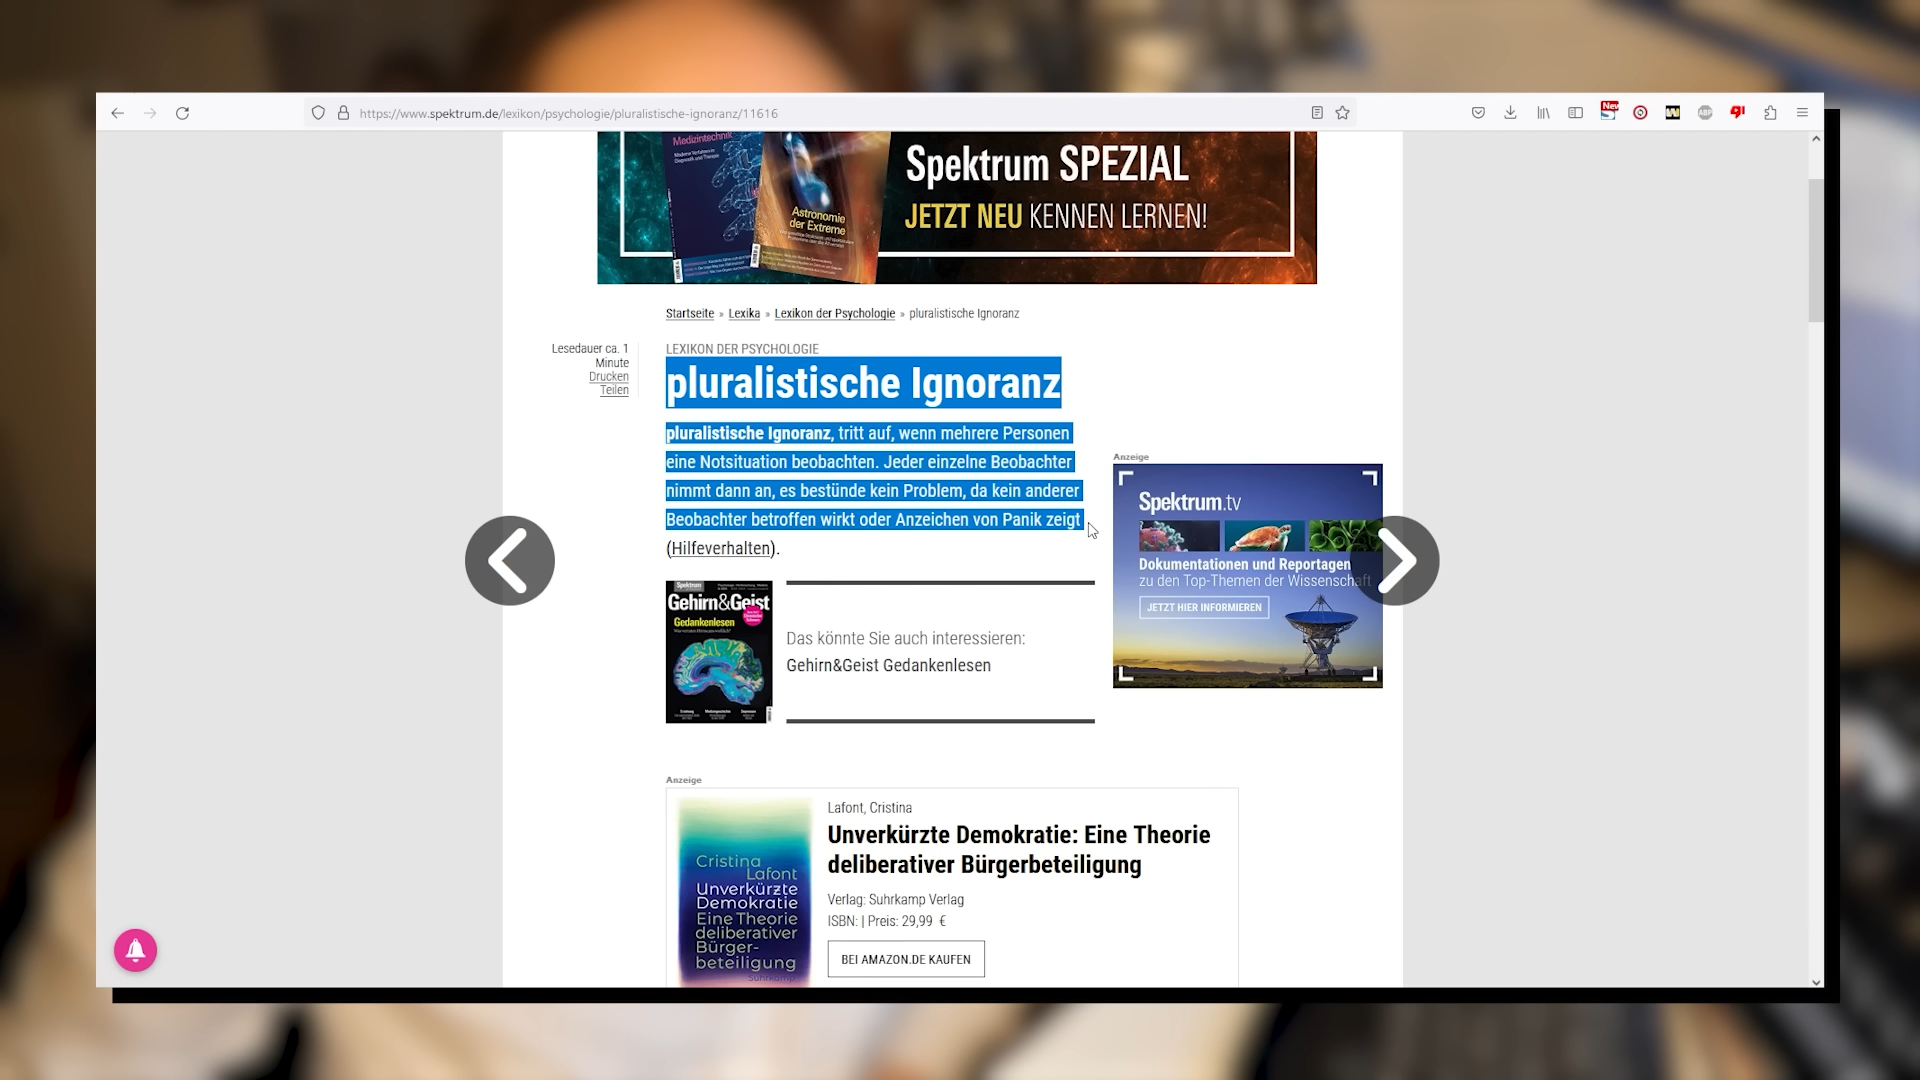 https://www.spektrum.de/lexikon/psychologie/pluralistische-ignoranz/11616
New
ABP
Medizintechnik
Astronomie
der Extreme
Spektrum SPEZIAL
JETZT NEU KENNEN LERNEN!
Startseite » Lexika » Lexikon der Psychologie » pluralistische Ignoranz
Lesedauer ca. 1
Minute
Drucken
Teilen
LEXIKON DER PSYCHOLOGIE
pluralistische Ignoranz
pluralistische Ignoranz, tritt auf, wenn mehrere Personen
eine Notsituation beobachten. Jeder einzelne Beobachter
nimmt dann an, es bestünde kein Problem, da kein anderer
Beobachter betroffen wirkt oder Anzeichen von Panik zeigt
(Hilfeverhalten).
Anzeige
Spektrum.tv
Dokumentationen und Reportagen
zu den Top-Themen der Wissenschaft
JETZT HIER INFORMIEREN
Spektrum
Gehirn&Geist
Gedankenlesen
Das könnte Sie auch interessieren:
Gehirn&Geist Gedankenlesen
Anzeige
Cristina
Lafont
Unverkürzte
Demokratie
Eine Theorie
deliberativer
Bürger-
beteiligung
Suhrkamp
Lafont, Cristina
Unverkürzte Demokratie: Eine Theorie
deliberativer Bürgerbeteiligung
Verlag: Suhrkamp Verlag
ISBN: | Preis: 29,99 €
BEI AMAZON.DE KAUFEN